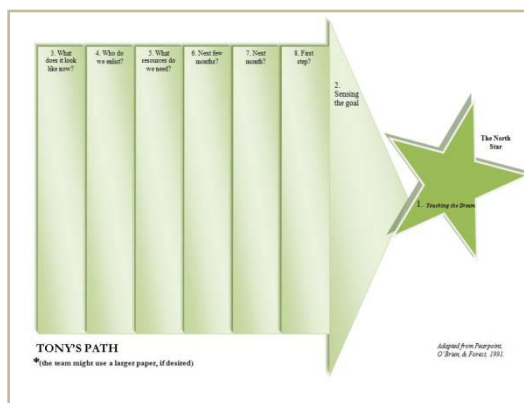 3. What
does it look
like now?
4. Who do
we enlist?
5. What
resources do
we need?
6. Next few
months?
7. Next
month?
8. First
step?
2.
Sensing
the goal
The North
Star
1. Touching the Dream
TONY'S PATH
*(the team might use a larger paper, if desired)
Adapted from Pearpoint,
O'Brien, & Forest, 1991.